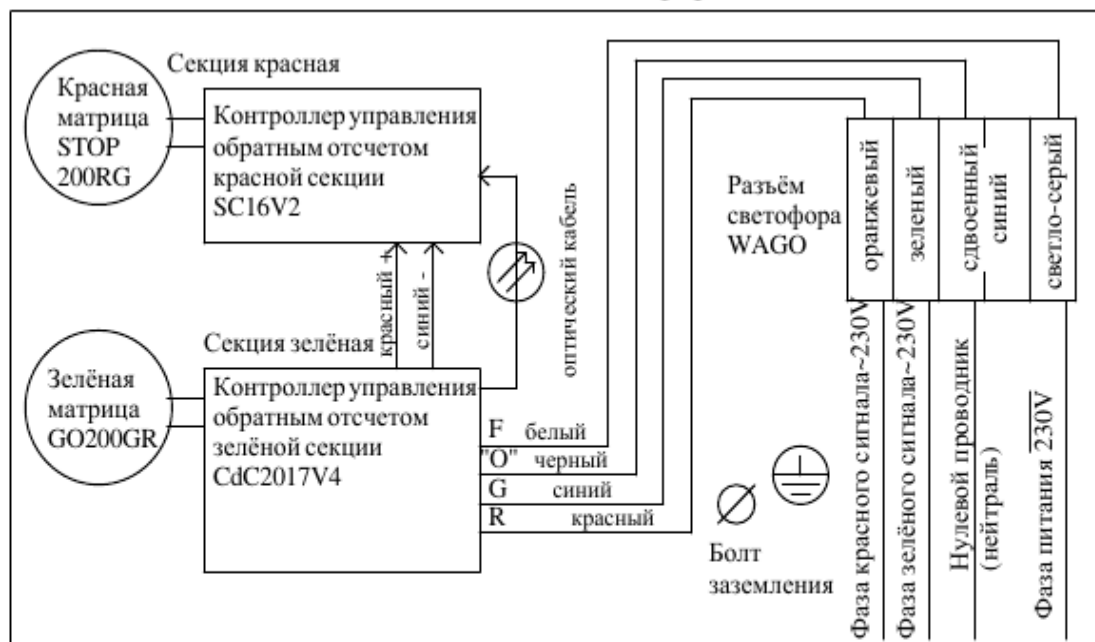 Секция красная
Красная
матрица
STOP
200RG
Контроллер управления
обратным отсчетом
красной секции
SC16V2
красный +
синий -
оптический кабель
Секция зелёная
Зелёная
матрица
GO200GR
Контроллер управления
обратным отсчетом
зелёной секции
CdC2017V4
F белый
"O" черный
G синий
R красный
Разъём
светофора
WAGO
оранжевый
зеленый
сдвоенный
синий
светло-серый
Болт
заземления
Фаза красного сигнала~230V
Фаза зелёного сигнала~230V
Нулевой проводник
(нейтраль)
Фаза питания 230V